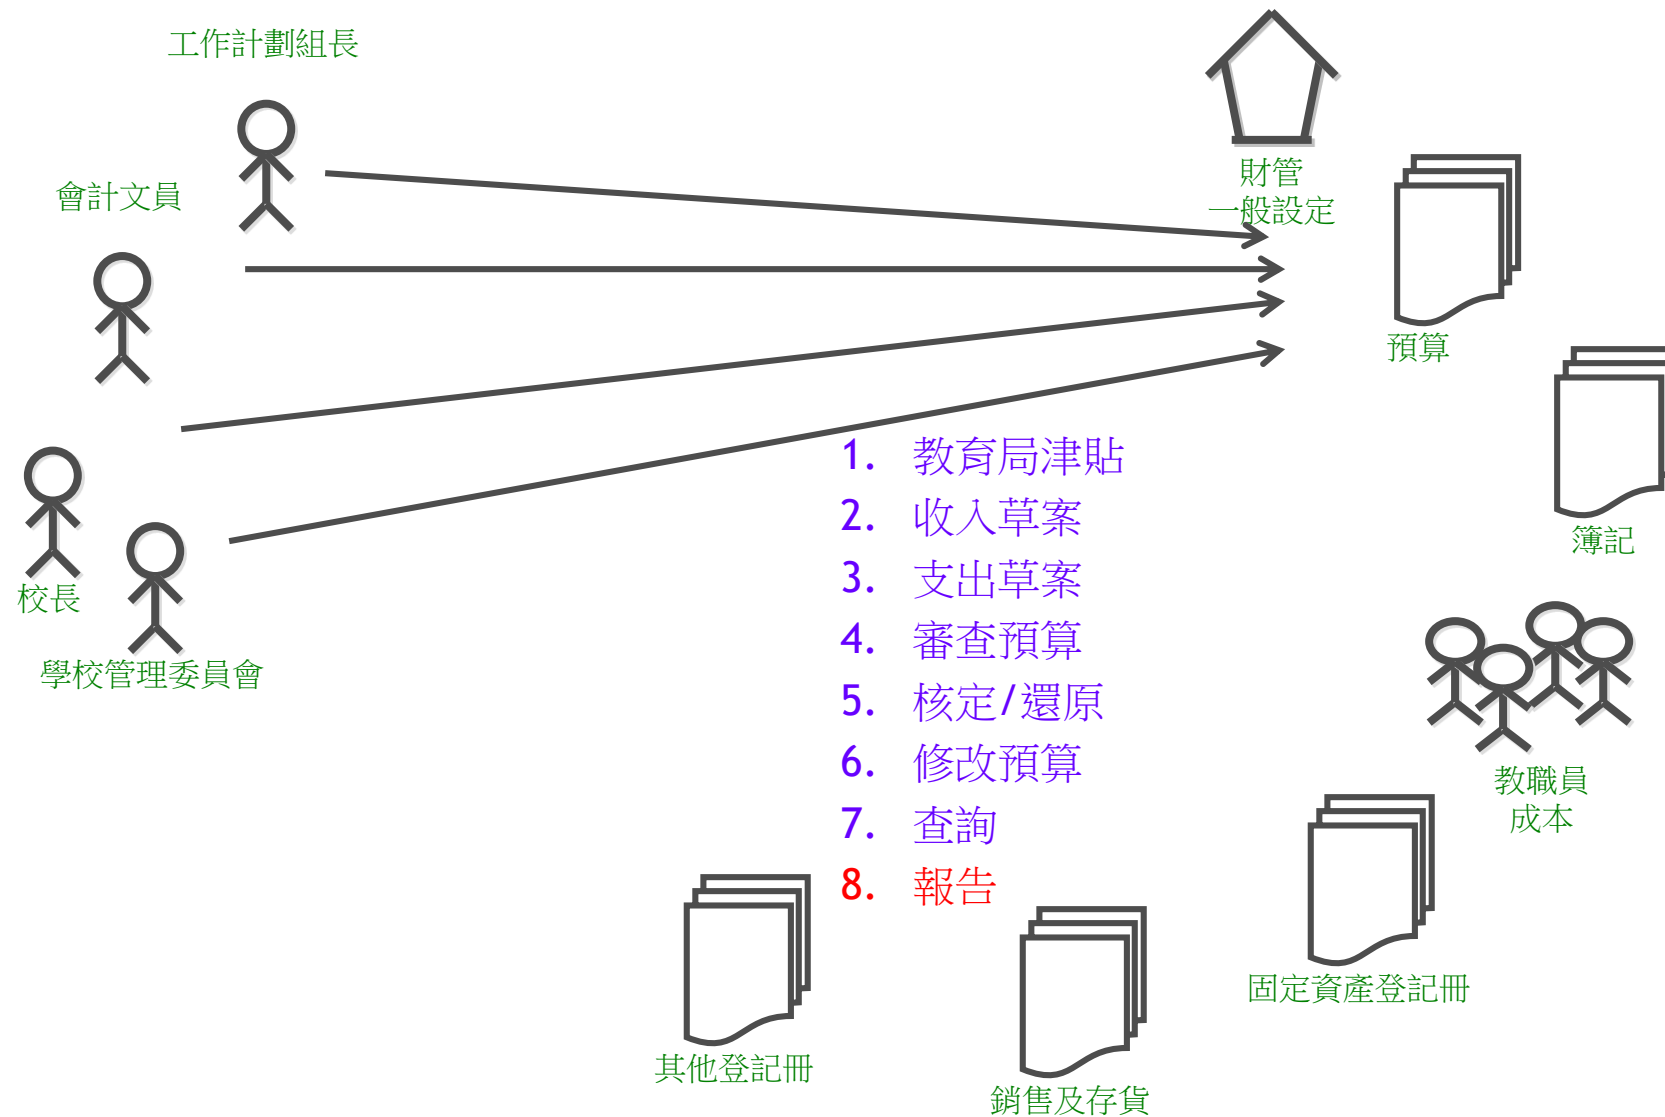 工作計劃組長
會計文員
校長
學校管理委員會
財管
一般設定
預算
簿記
1. 教育局津貼
2. 收入草案
3. 支出草案
4. 審查預算
5. 核定/還原
6. 修改預算
7. 查詢
8. 報告
教職員
成本
固定資產登記冊
其他登記冊
銷售及存貨